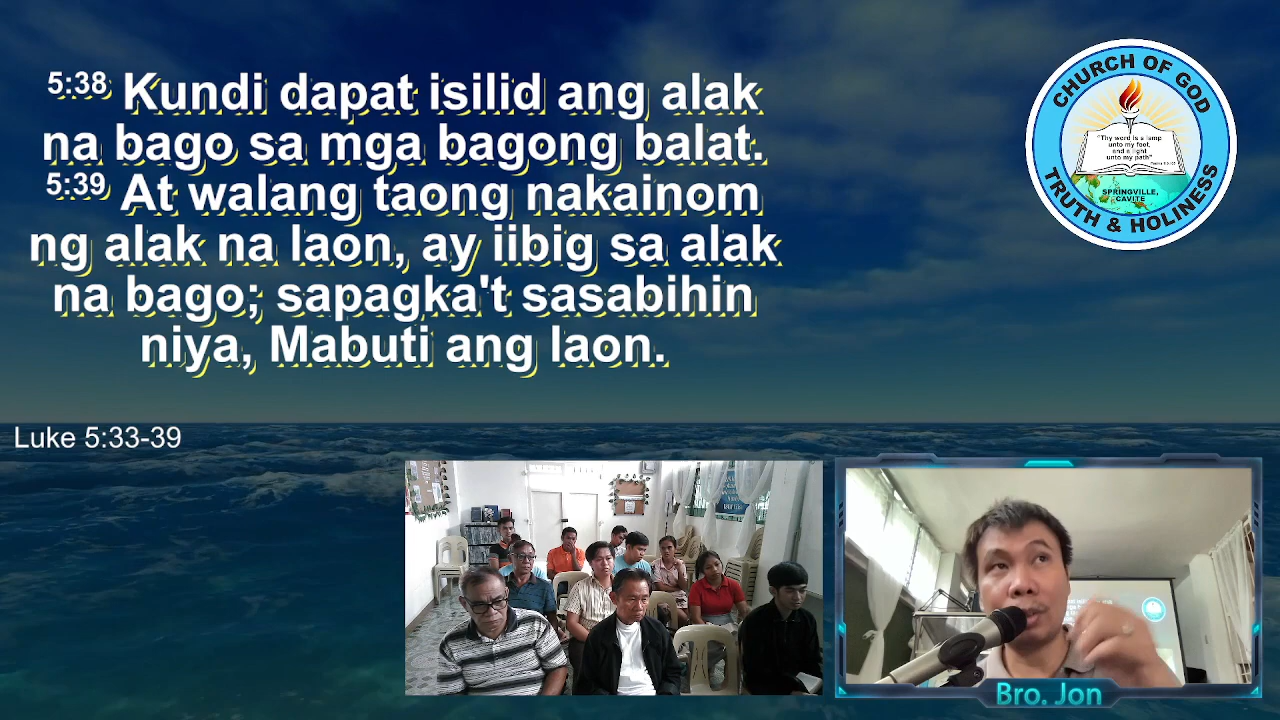 5:38 Kundi dapat isilid ang alak
na bago sa mga bagong balat.
5:39 At walang taong nakainom
ng alak na laon, ay iibig sa alak
na bago; sapagka't sasabihin
niya, Mabuti ang laon.
Luke 5:33-39
CHURCH OF GOD
"Thy word is a lamp
unto my feet,
and a light
unto my path"
SPRINGVILLE,
CAVITE
TRUTH & HOLINESS
Bro. Jon